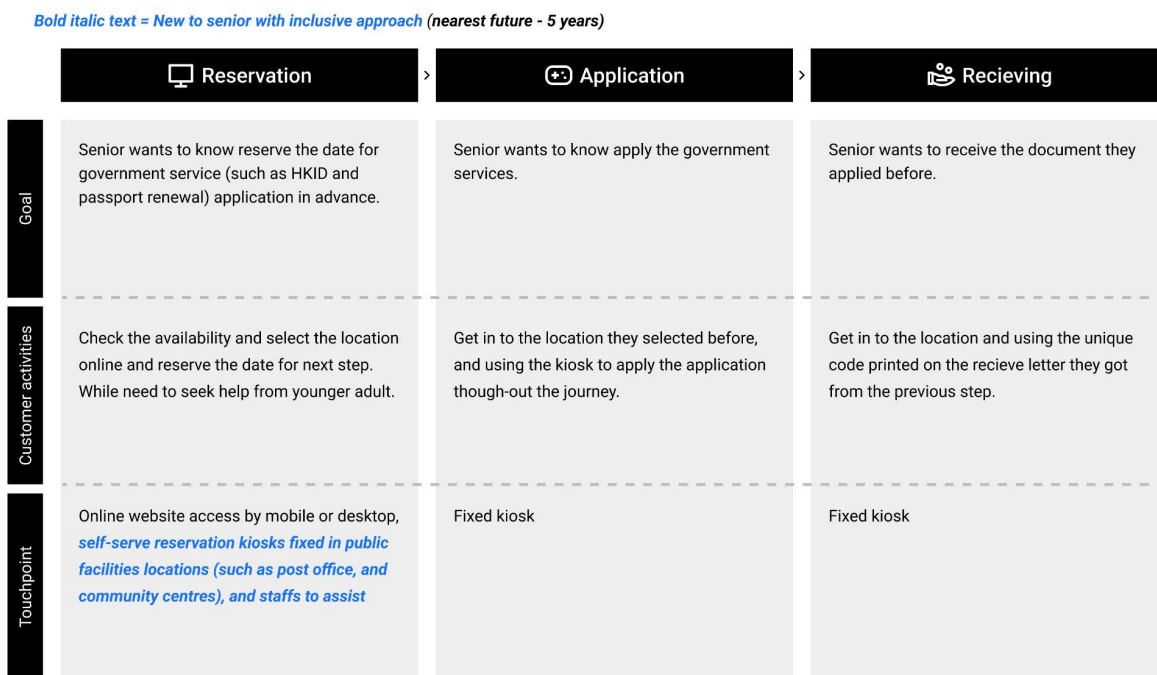 Bold italic text = New to senior with inclusive approach (nearest future - 5 years)
Reservation
Application
Recieving
Goal
Senior wants to know reserve the date for
government service (such as HKID and
passport renewal) application in advance.
Senior wants to know apply the government
services.
Senior wants to receive the document they
applied before.
Customer activities
Check the availability and select the location
online and reserve the date for next step.
While need to seek help from younger adult.
Get in to the location they selected before,
and using the kiosk to apply the application
though-out the journey.
Get in to the location and using the unique
code printed on the recieve letter they got
from the previous step.
Touchpoint
Online website access by mobile or desktop,
self-serve reservation kiosks fixed in public
facilities locations (such as post office, and
community centres), and staffs to assist
Fixed kiosk
Fixed kiosk